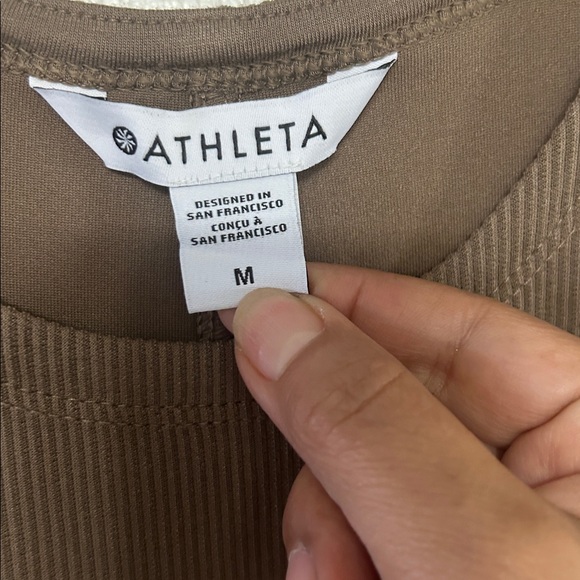 ATHLETA
DESIGNED IN
SAN FRANCISCO
CONÇU À
SAN FRANCISCO
M